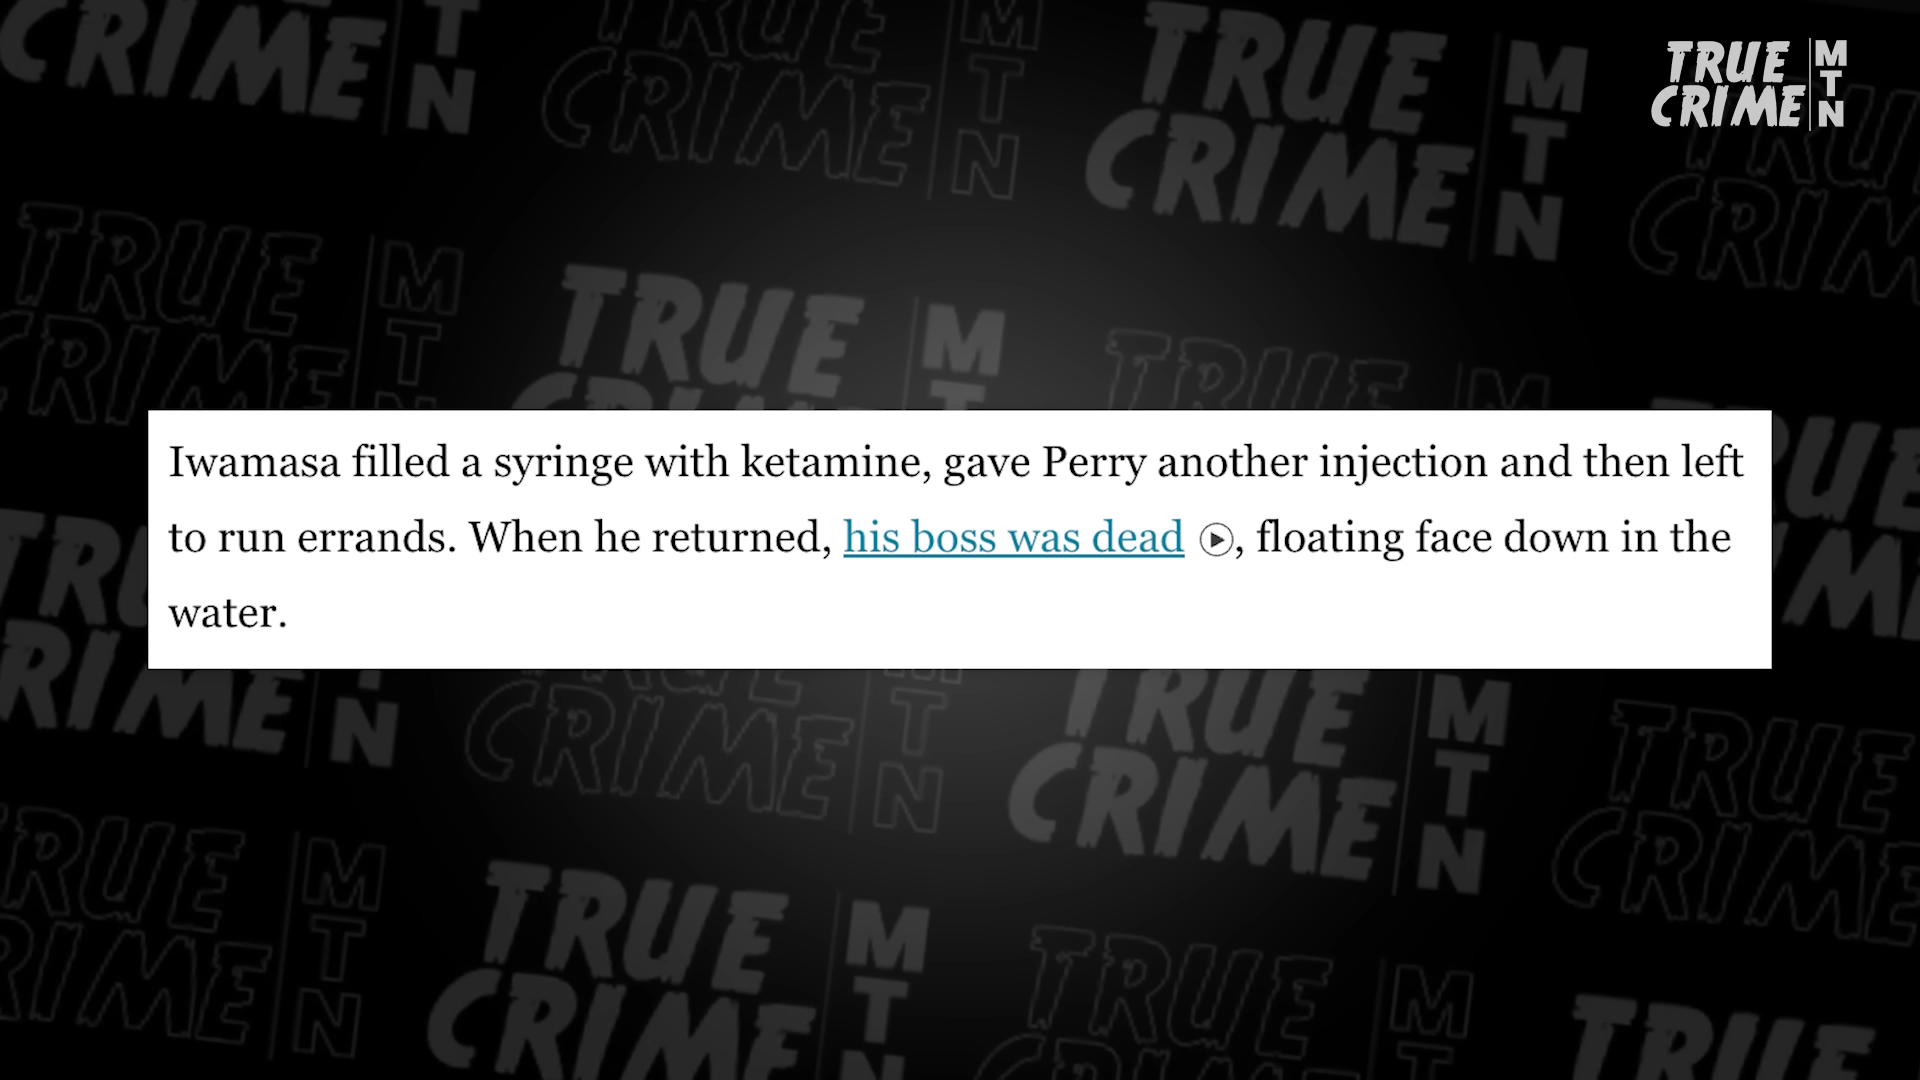 TRUE
CRIME
MTN
Iwamasa filled a syringe with ketamine, gave Perry another injection and then left
to run errands. When he returned, his boss was dead, floating face down in the
water.